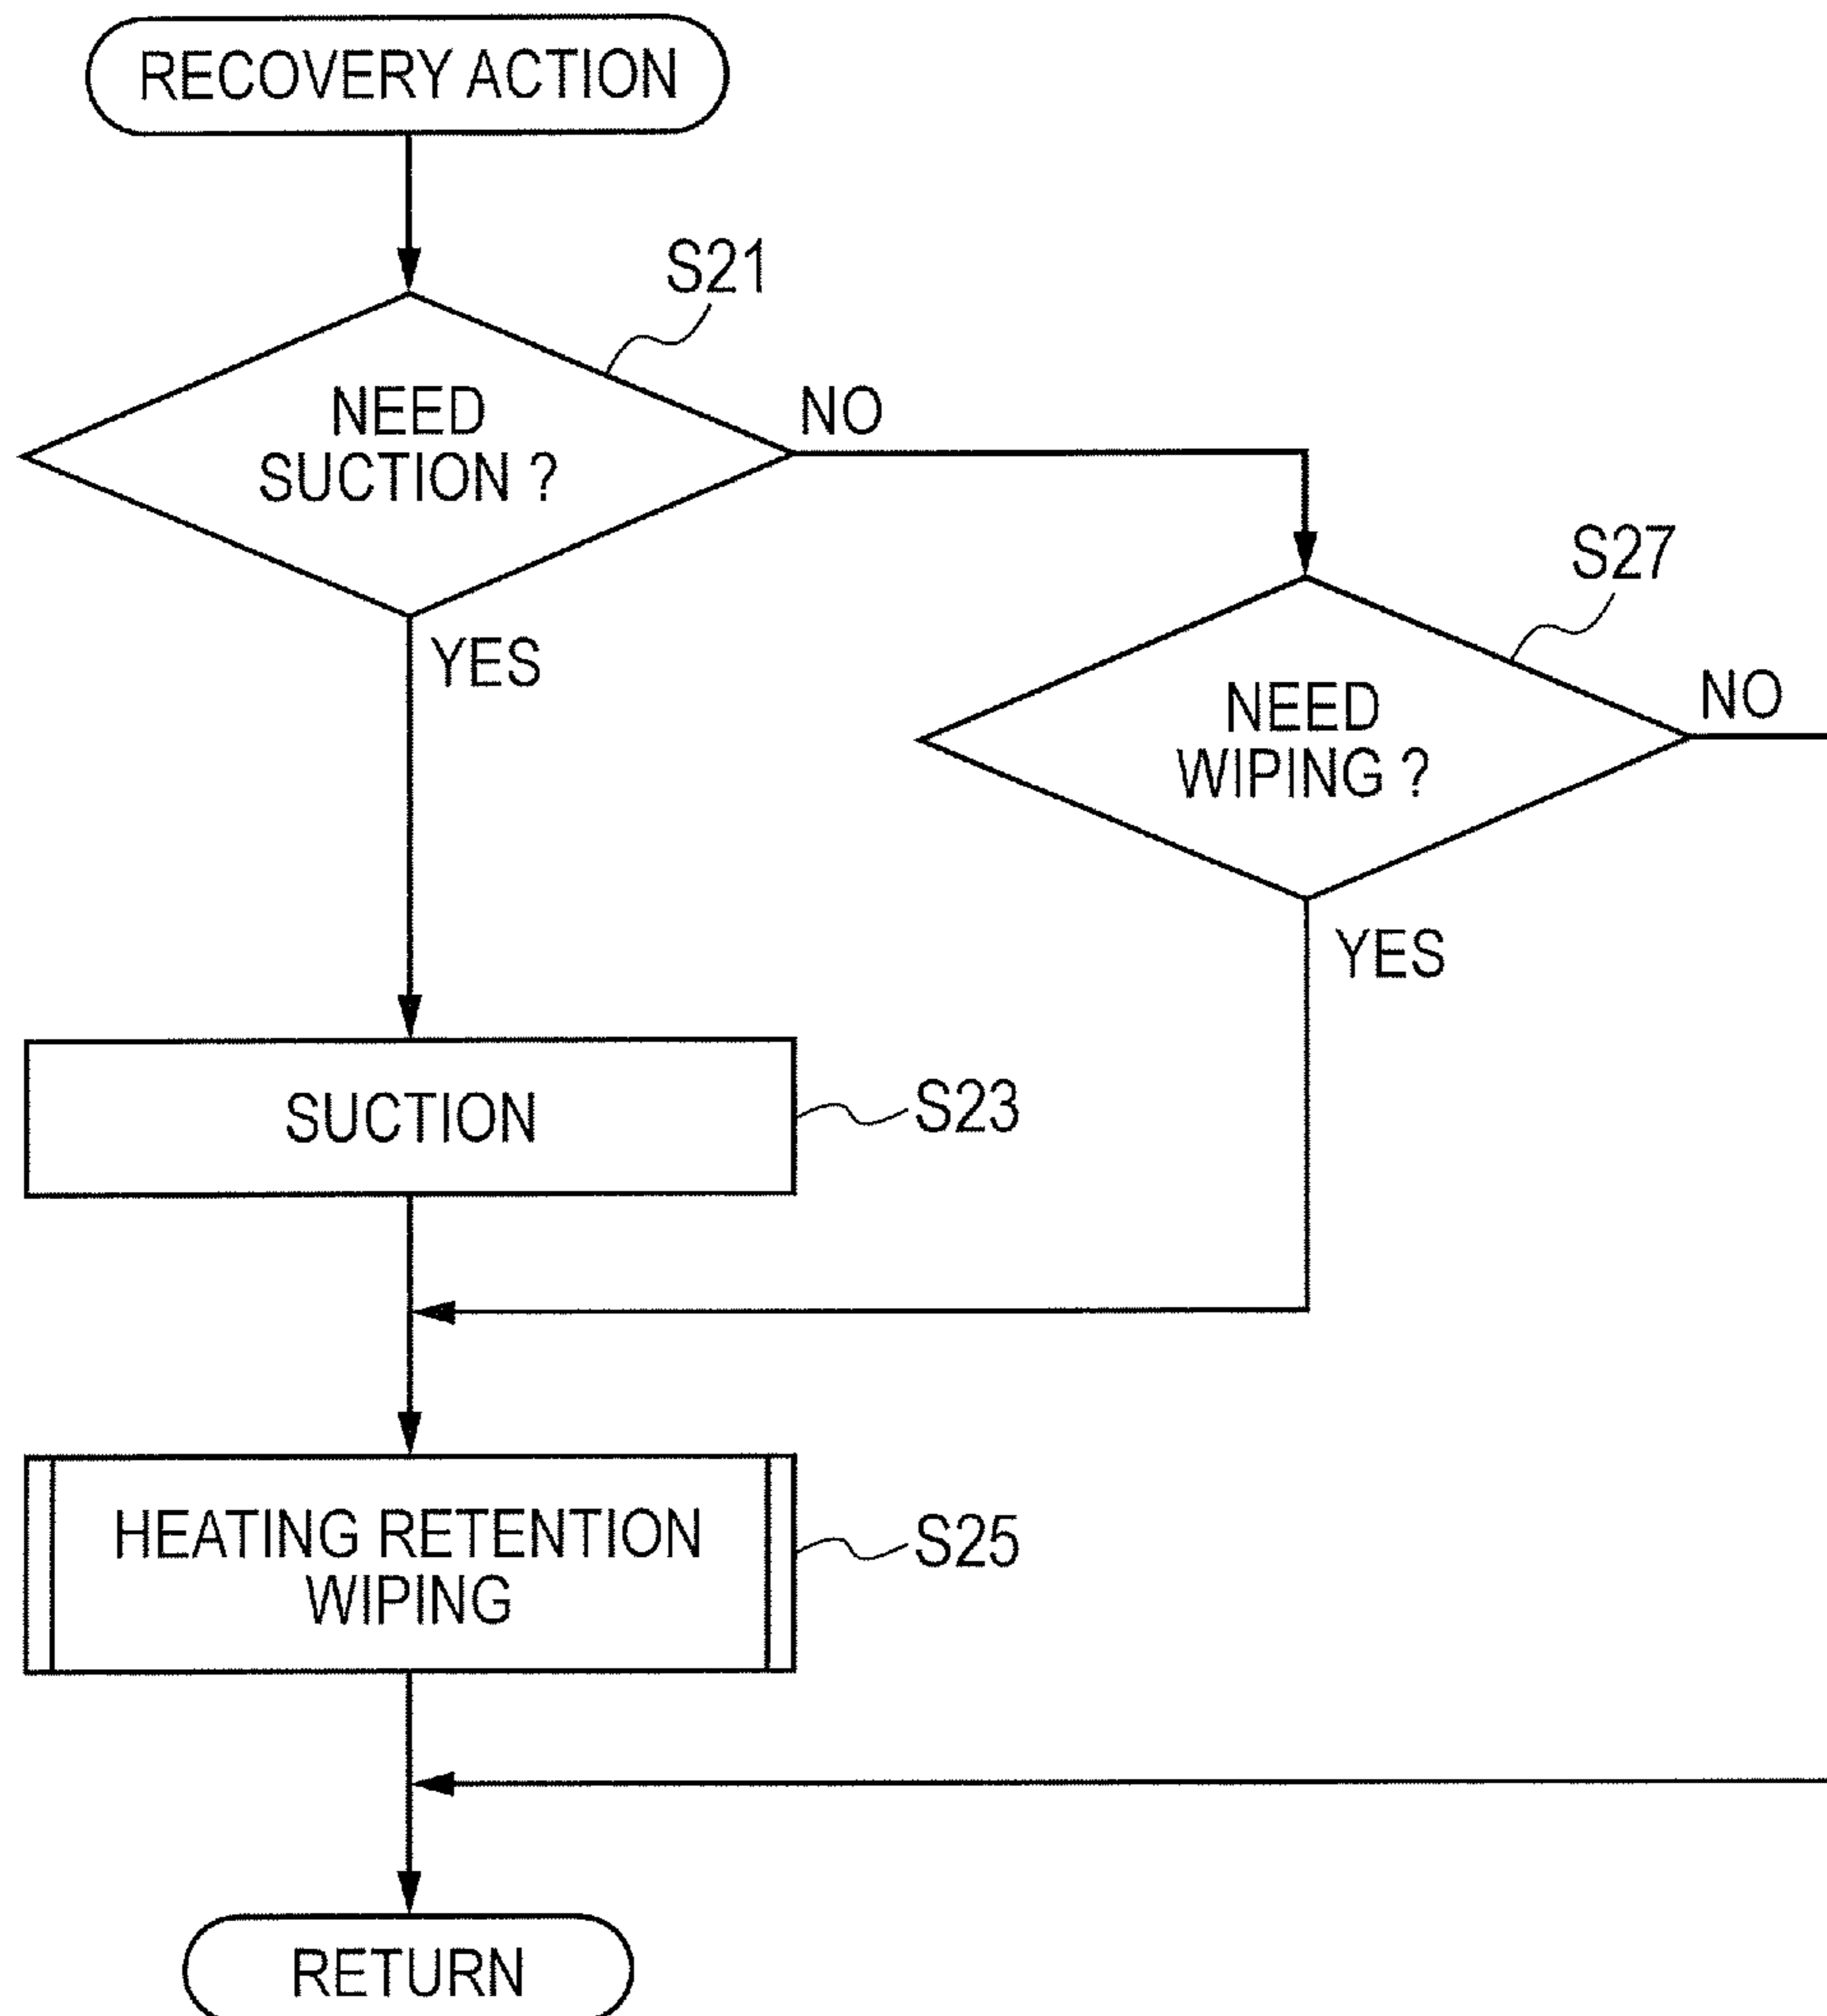 RECOVERY ACTION
S21
NEED
SUCTION ?
NO
YES
S27
NEED
WIPING ?
NO
YES
SUCTION
S23
HEATING RETENTION
WIPING
S25
RETURN